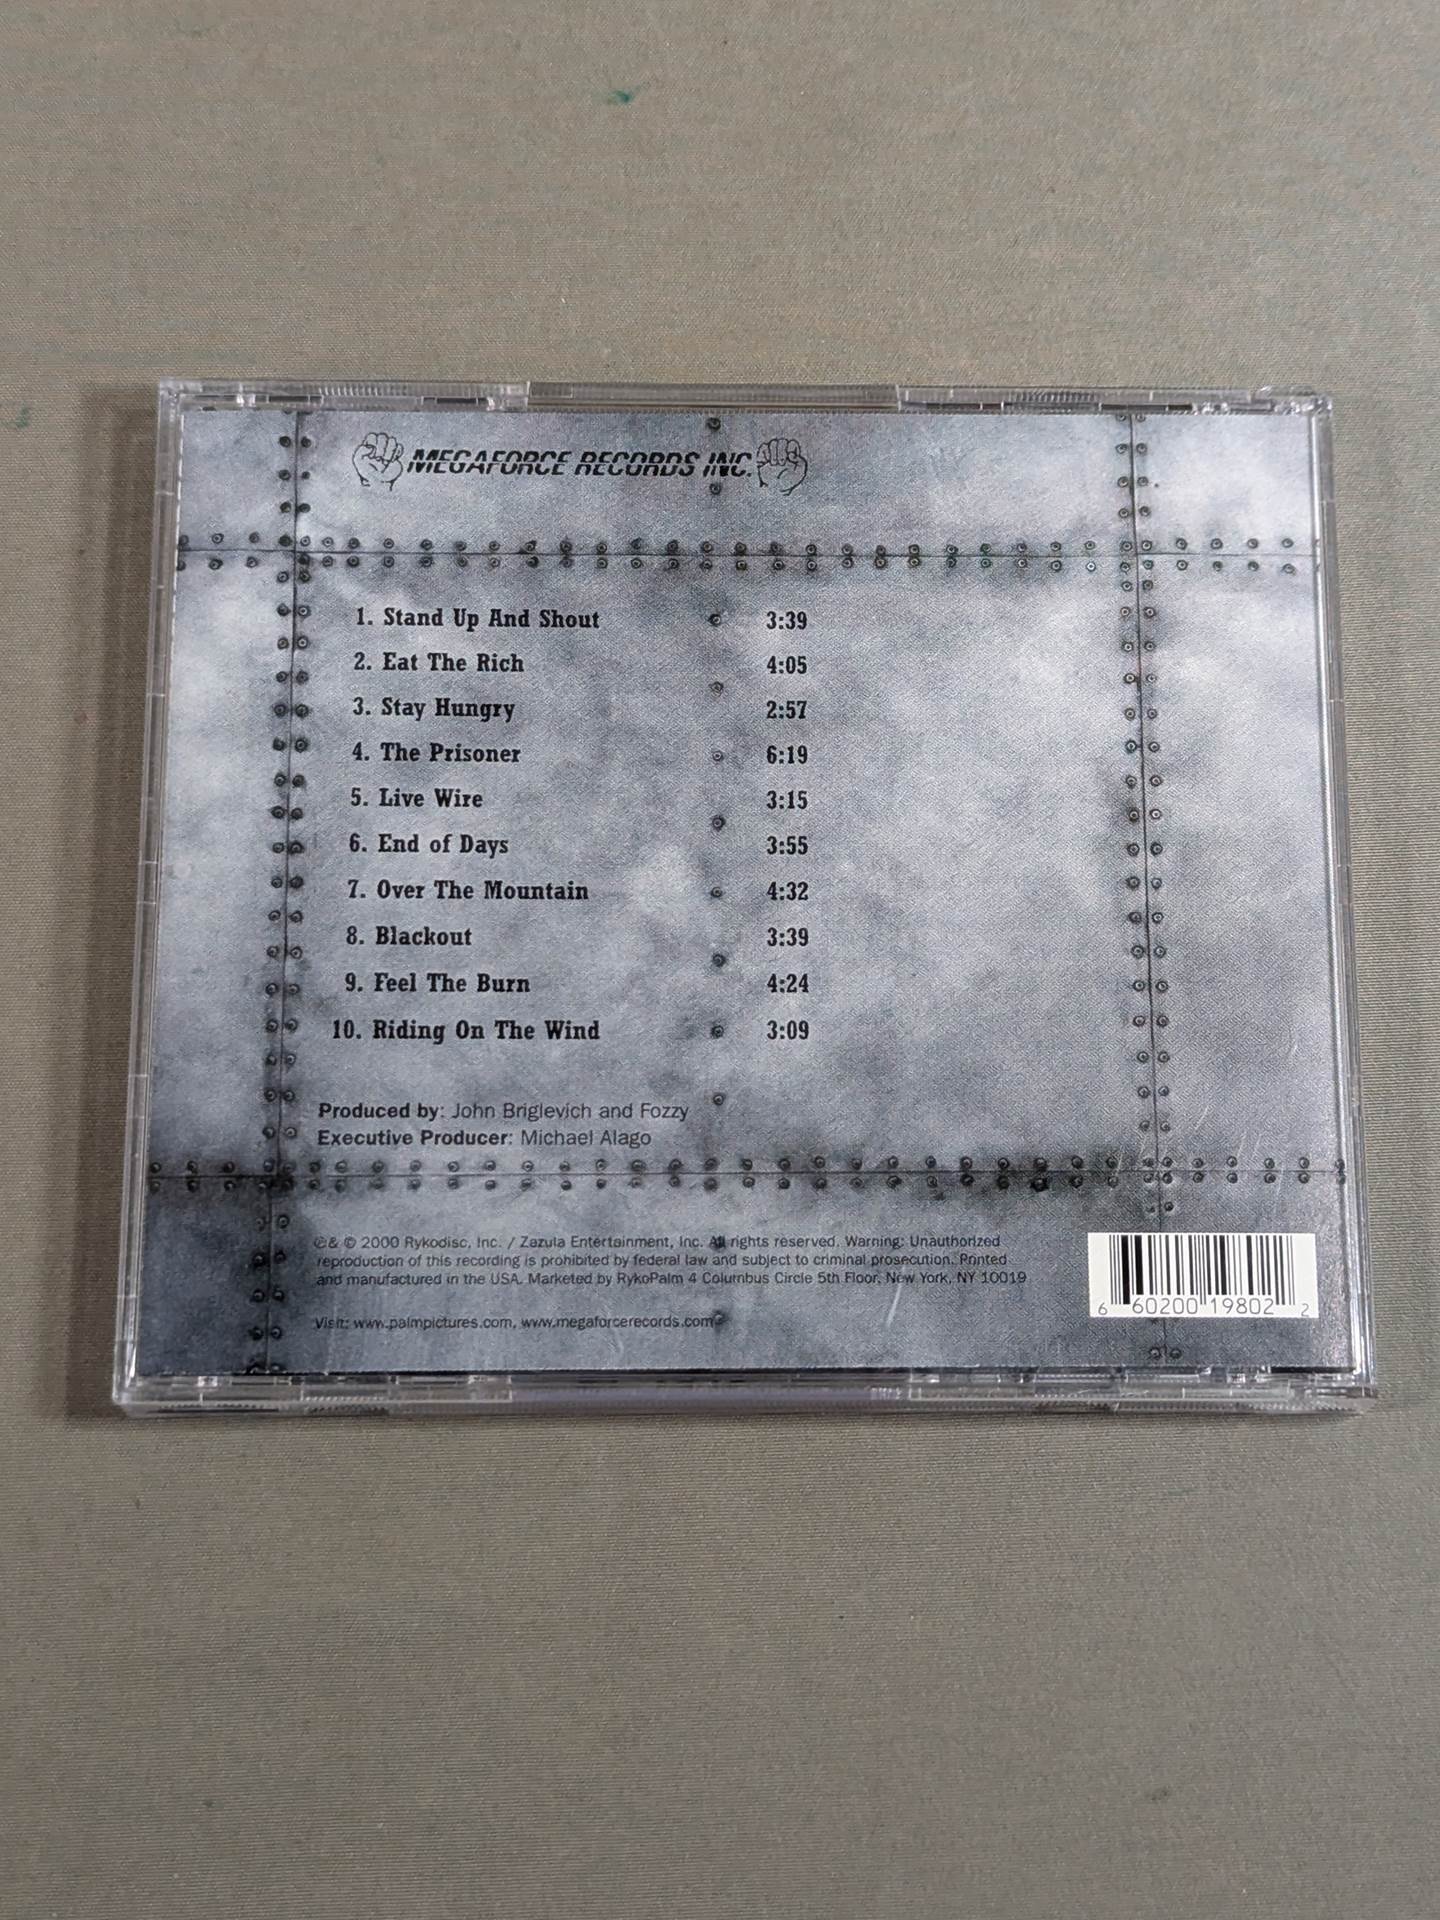 MEGAFORCE RECORDS INC.
1. Stand Up And Shout 3:39
2. Eat The Rich 4:05
3. Stay Hungry 2:57
4. The Prisoner 6:19
5. Live Wire 3:15
6. End of Days 3:55
7. Over The Mountain 4:32
8. Blackout 3:39
9. Feel The Burn 4:24
10. Riding On The Wind 3:09
Produced by: John Briglevich and Fozzy
Executive Producer: Michael Alago
℗& © 2000 Rykodisc, Inc. / Zazula Entertainment, Inc. All rights reserved. Warning: Unauthorized
reproduction of this recording is prohibited by federal law and subject to criminal prosecution. Printed
and manufactured in the USA. Marketed by RykoPalm 4 Columbus Circle 5th Floor, New York, NY 10019
Visit: www.palmpictures.com, www.megaforcerecords.com
6 60200 19802 2